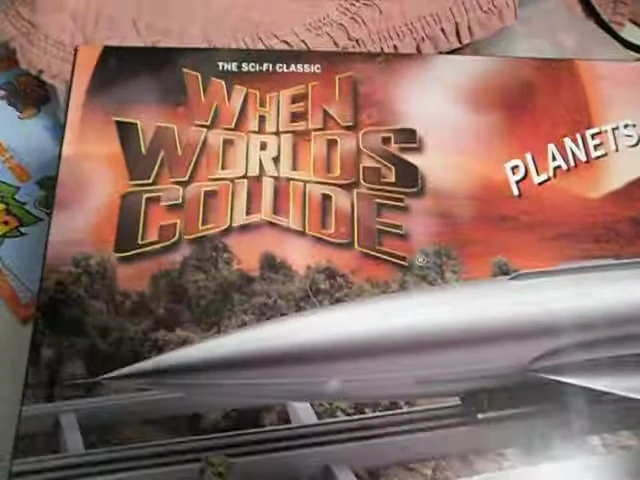 THE SCI-FI CLASSIC
WHEN
WORLDS
COLLIDE®
PLANETS